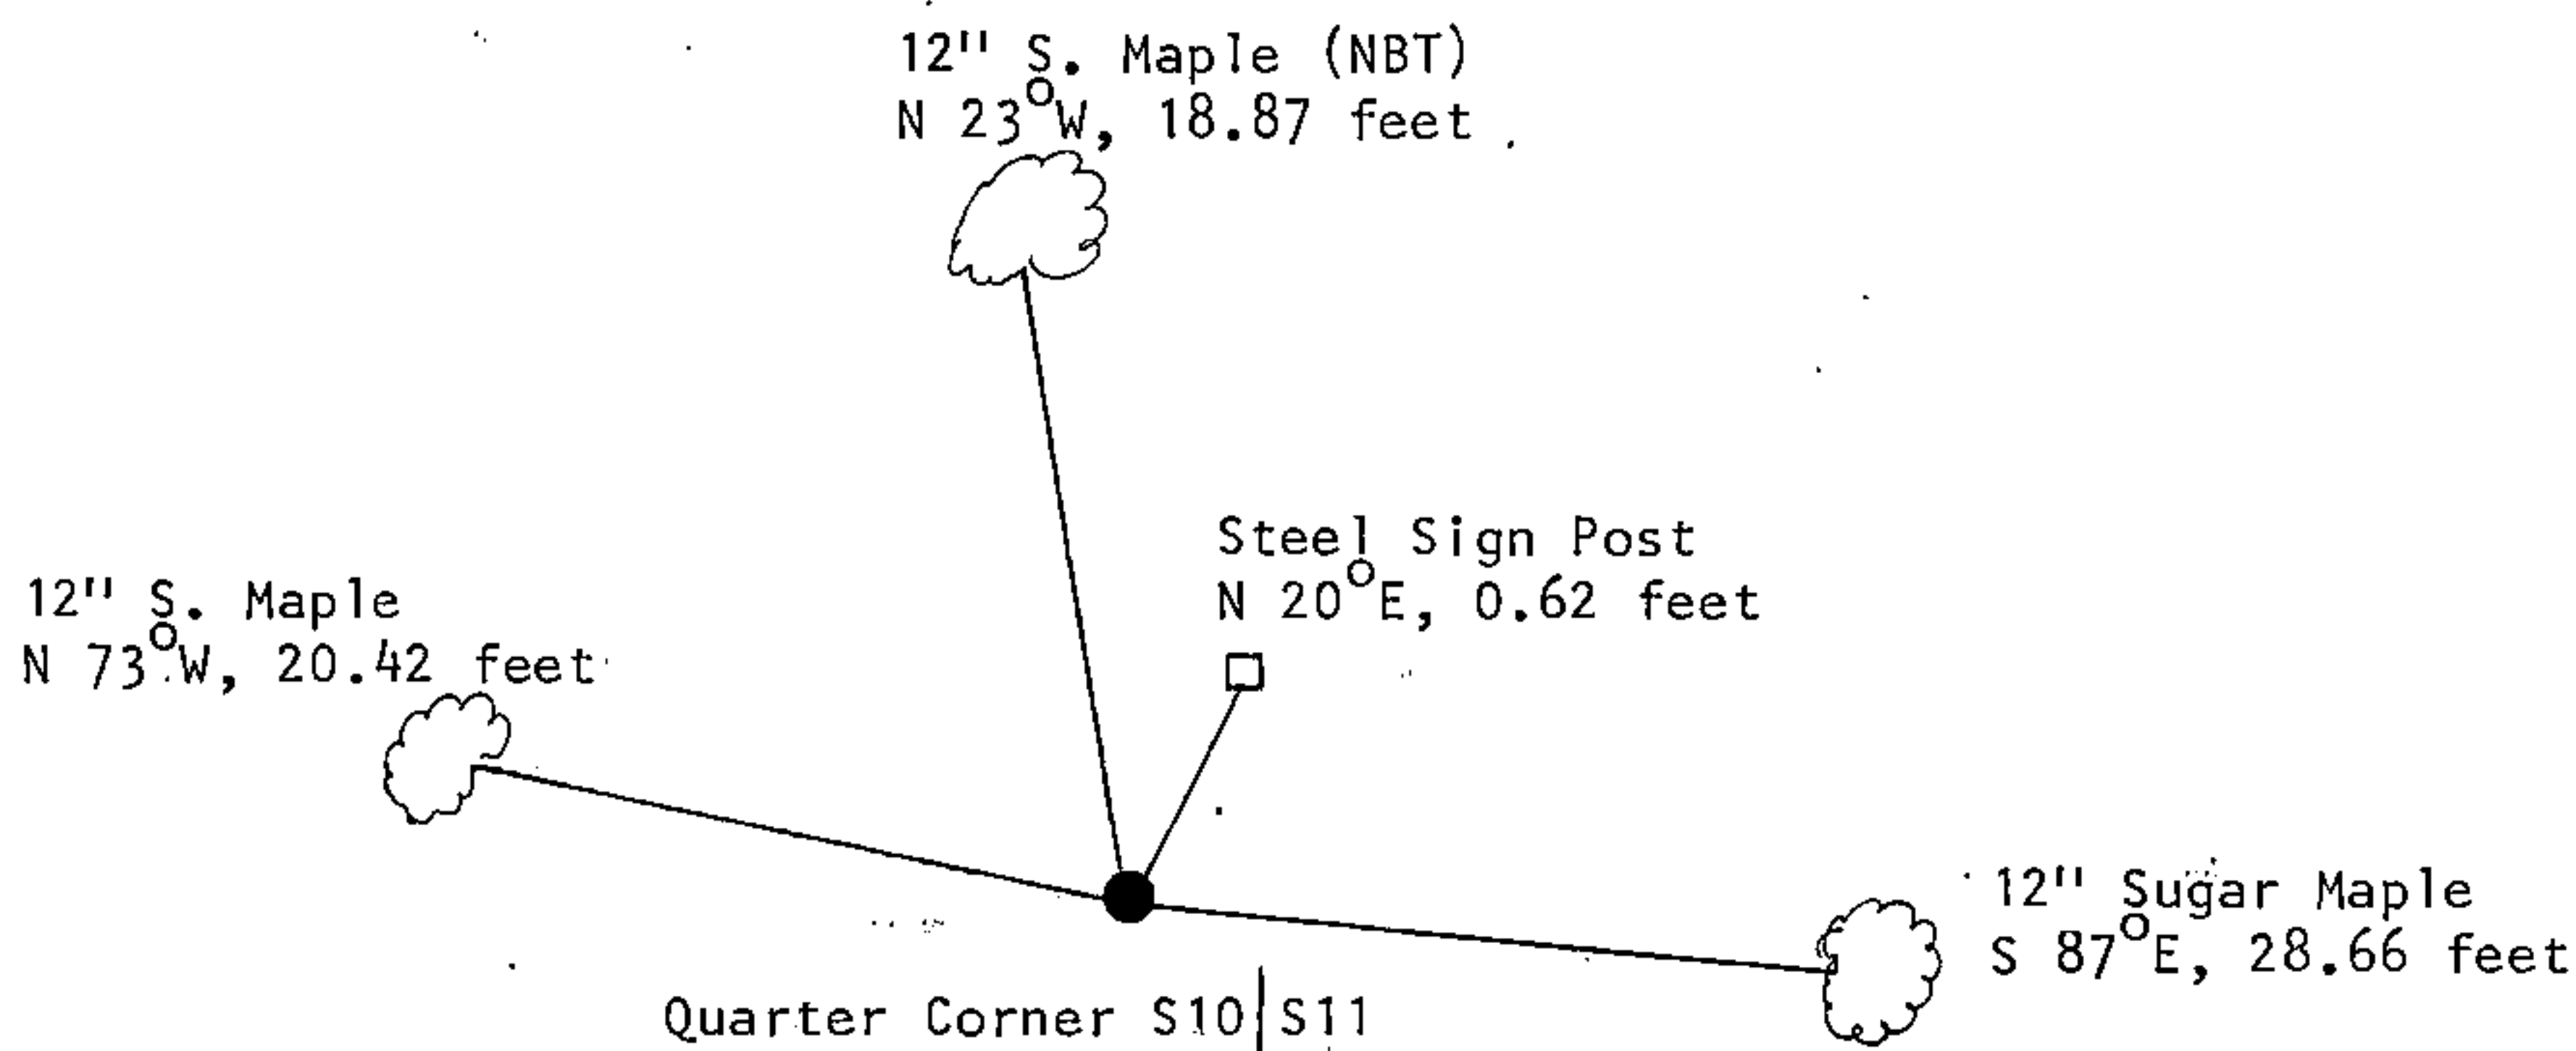 12" S. Maple (NBT)
N 23°W, 18.87 feet
Steel Sign Post
N 20°E, 0.62 feet
12" S. Maple
N 73°W, 20.42 feet
12" Sugar Maple
S 87°E, 28.66 feet
Quarter Corner S10|S11